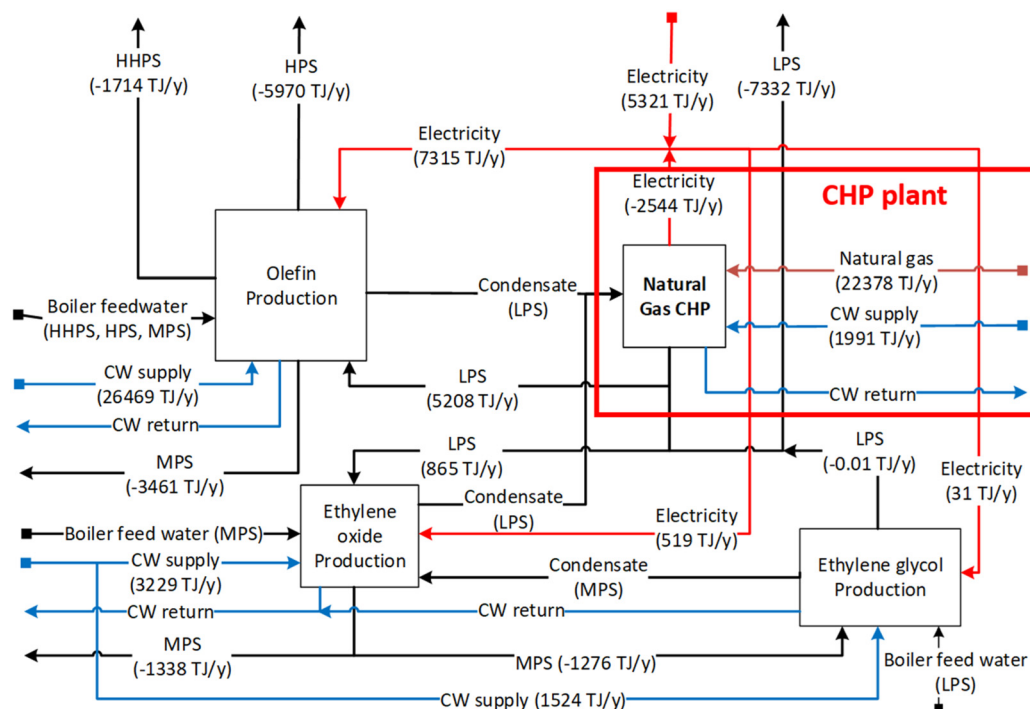 HHPS
(-1714 TJ/y)
HPS
(-5970 TJ/y)
Electricity
(5321 TJ/y)
LPS
(-7332 TJ/y)
Electricity
(7315 TJ/y)
Electricity
(-2544 TJ/y)
CHP plant
Olefin
Production
Natural
Gas CHP
Natural gas
(22378 TJ/y)
Condensate
(LPS)
Boiler feedwater
(HHPS, HPS, MPS)
CW supply
(1991 TJ/y)
CW supply
(26469 TJ/y)
LPS
(5208 TJ/y)
CW return
CW return
MPS
(-3461 TJ/y)
LPS
(865 TJ/y)
LPS
(-0.01 TJ/y)
Electricity
(31 TJ/y)
Condensate
(LPS)
Ethylene
oxide
Production
Electricity
(519 TJ/y)
Boiler feed water (MPS)
CW supply
(3229 TJ/y)
Condensate
(MPS)
Ethylene glycol
Production
CW return
CW return
MPS
(-1338 TJ/y)
MPS (-1276 TJ/y)
Boiler feed water
(LPS)
CW supply (1524 TJ/y)